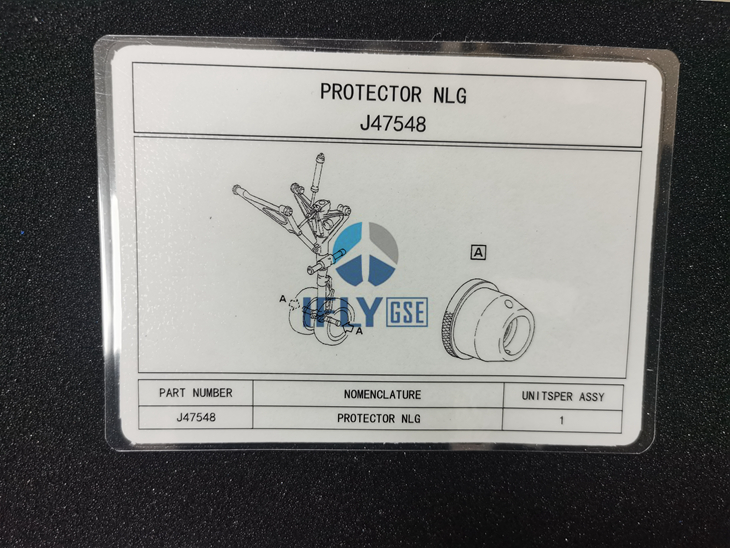 PROTECTOR NLG
J47548
A
A
A
IFLY GSE
PART NUMBER NOMENCLATURE UNITSPER ASSY
J47548 PROTECTOR NLG 1